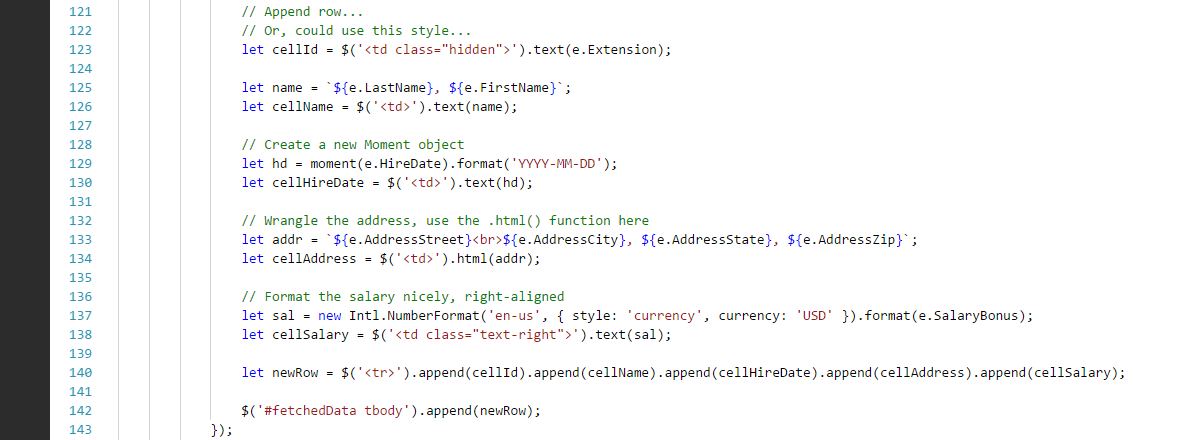 121 // Append row...
122 // Or, could use this style...
123 let cellId = $('<td class="hidden">').text(e.Extension);
124
125 let name = `${e.LastName}, ${e.FirstName}`;
126 let cellName = $('<td>').text(name);
127
128 // Create a new Moment object
129 let hd = moment(e.HireDate).format('YYYY-MM-DD');
130 let cellHireDate = $('<td>').text(hd);
131
132 // Wrangle the address, use the .html() function here
133 let addr = `${e.AddressStreet}<br>${e.AddressCity}, ${e.AddressState}, ${e.AddressZip}`;
134 let cellAddress = $('<td>').html(addr);
135
136 // Format the salary nicely, right-aligned
137 let sal = new Intl.NumberFormat('en-us', { style: 'currency', currency: 'USD' }).format(e.SalaryBonus);
138 let cellSalary = $('<td class="text-right">').text(sal);
139
140 let newRow = $('<tr>').append(cellId).append(cellName).append(cellHireDate).append(cellAddress).append(cellSalary);
141
142 $('#fetchedData tbody').append(newRow);
143 });